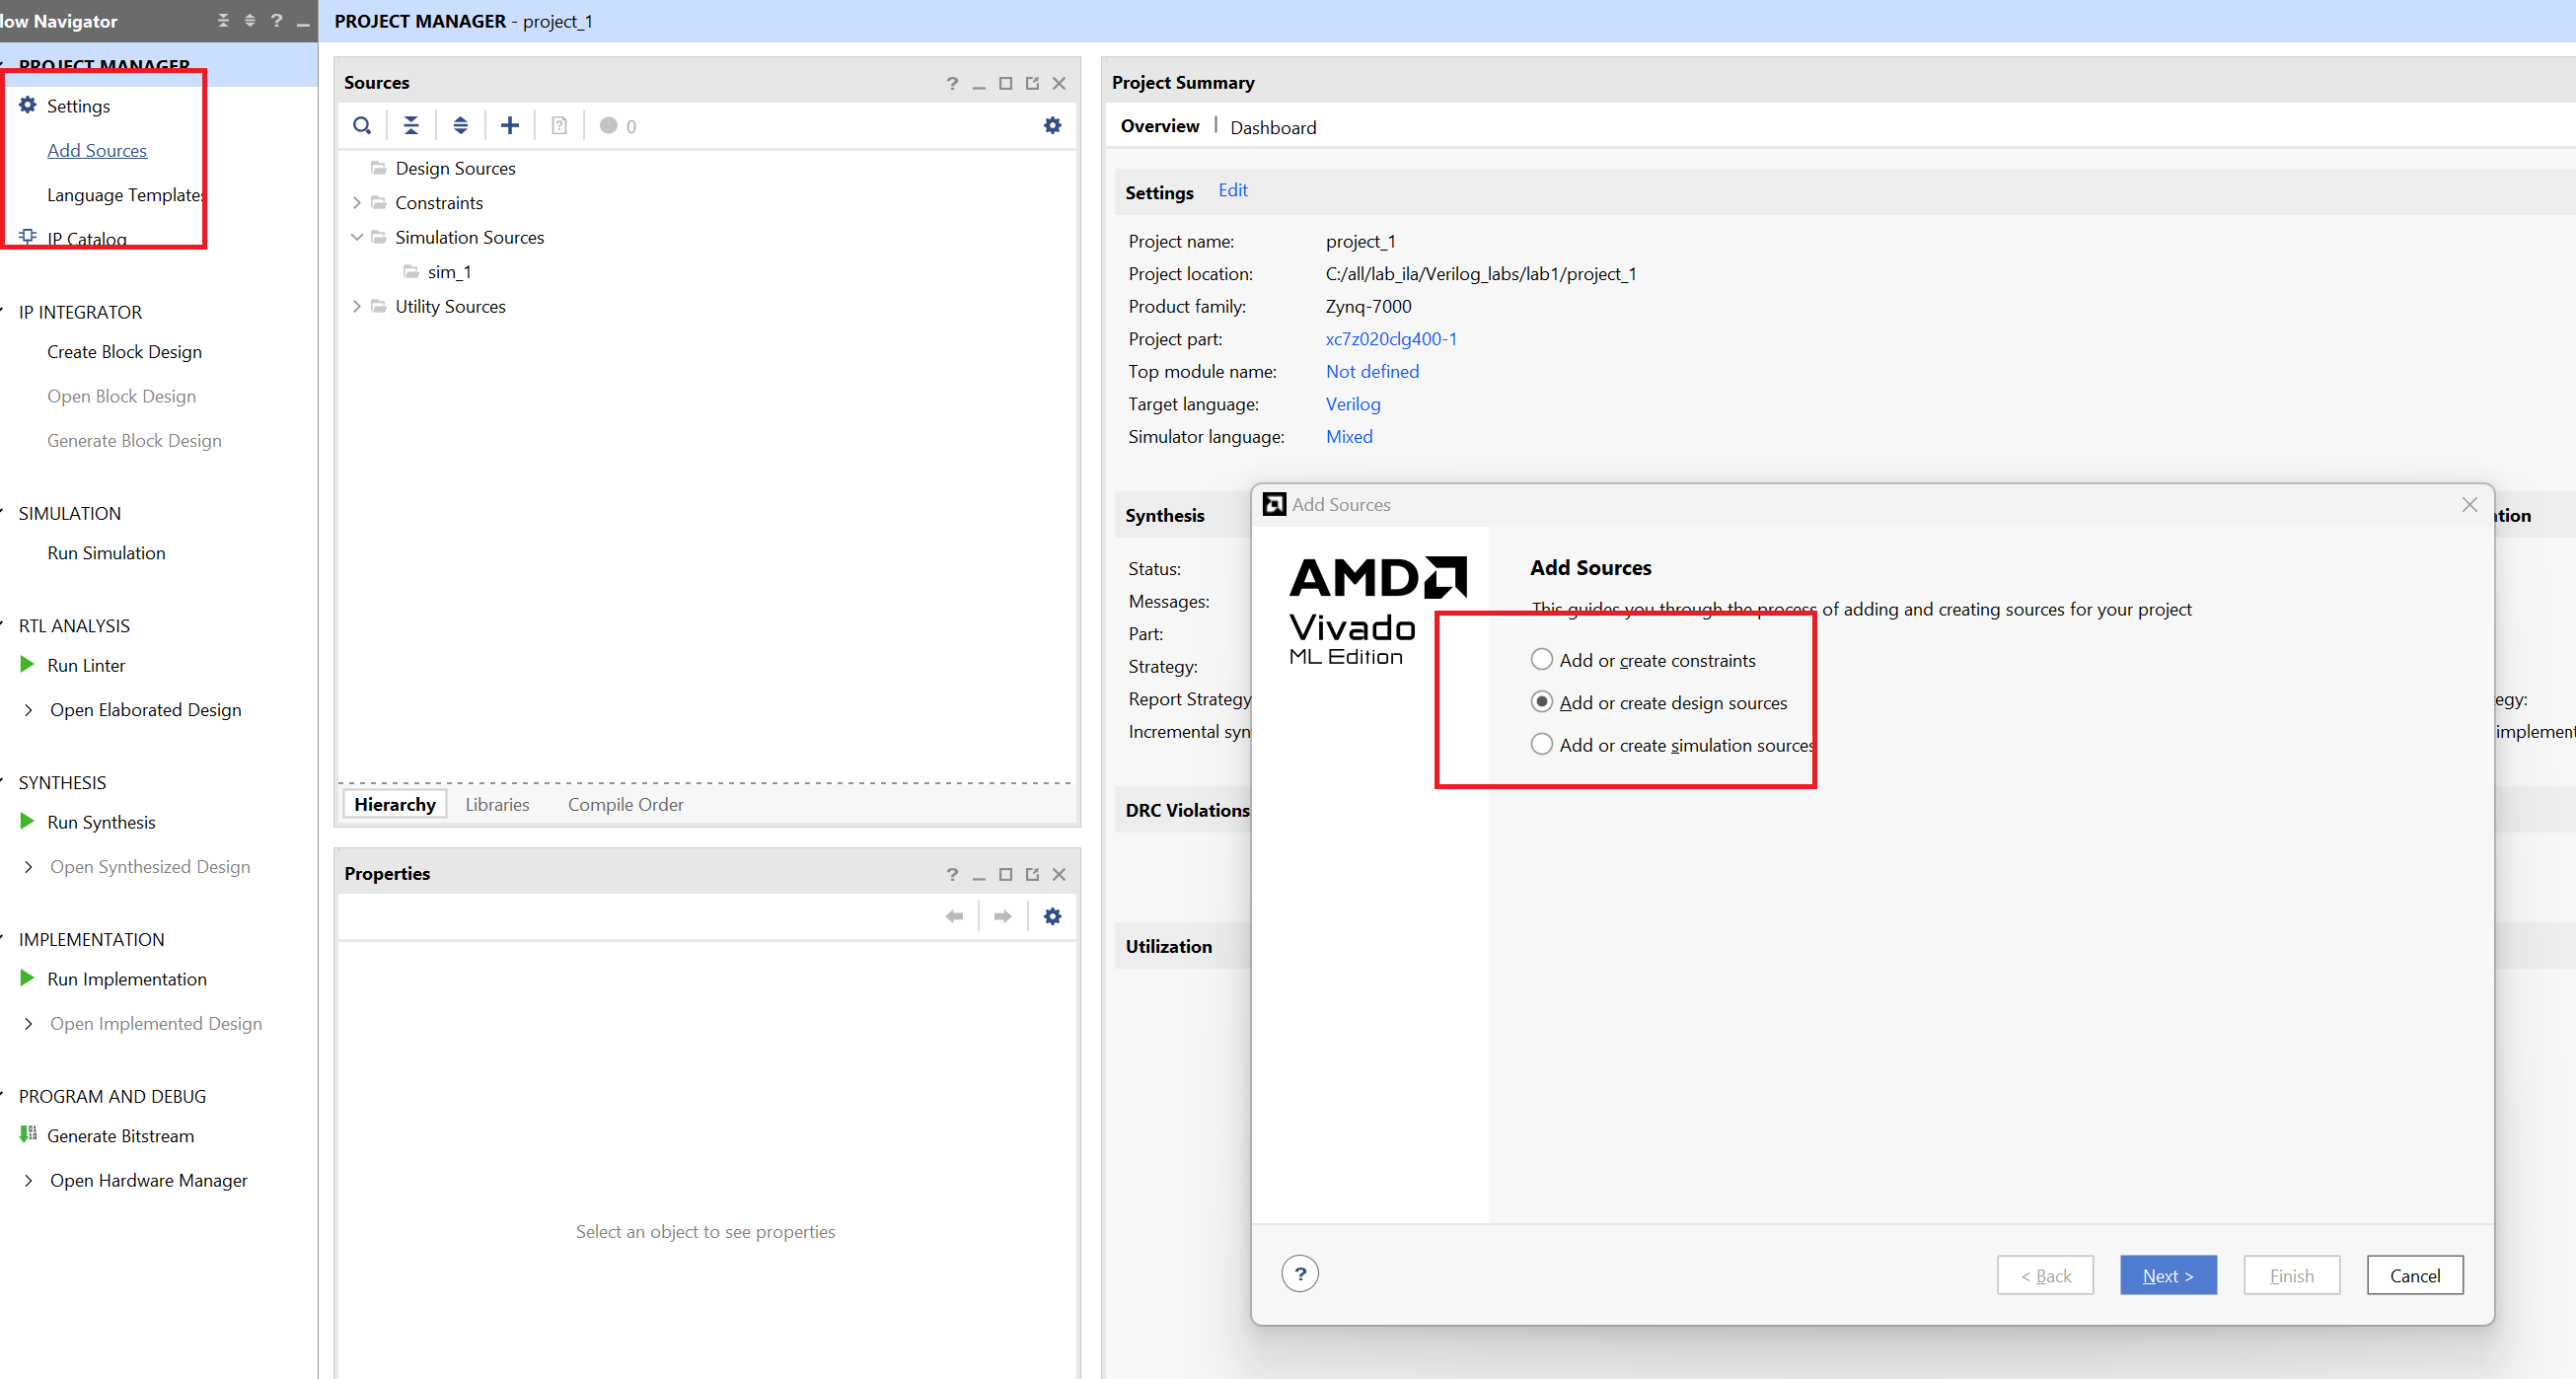 low Navigator
PROJECT MANAGER
Settings
Add Sources
Language Templates
IP Catalog
IP INTEGRATOR
Create Block Design
Open Block Design
Generate Block Design
SIMULATION
Run Simulation
RTL ANALYSIS
Run Linter
Open Elaborated Design
SYNTHESIS
Run Synthesis
Open Synthesized Design
IMPLEMENTATION
Run Implementation
Open Implemented Design
PROGRAM AND DEBUG
Generate Bitstream
Open Hardware Manager
PROJECT MANAGER - project_1
Sources
0
Design Sources
Constraints
Simulation Sources
sim_1
Utility Sources
Hierarchy Libraries Compile Order
Properties
Select an object to see properties
Project Summary
Overview | Dashboard
Settings Edit
Project name: project_1
Project location: C:/all/lab_ila/Verilog_labs/lab1/project_1
Product family: Zynq-7000
Project part: xc7z020clg400-1
Top module name: Not defined
Target language: Verilog
Simulator language: Mixed
Synthesis
Status:
Messages:
Part:
Strategy:
Report Strategy
Incremental syn
DRC Violations
Utilization
ation
egy:
implement
Add Sources
AMD
Vivado
ML Edition
Add Sources
This guides you through the process of adding and creating sources for your project
Add or create constraints
Add or create design sources
Add or create simulation sources
?
< Back
Next >
Finish
Cancel